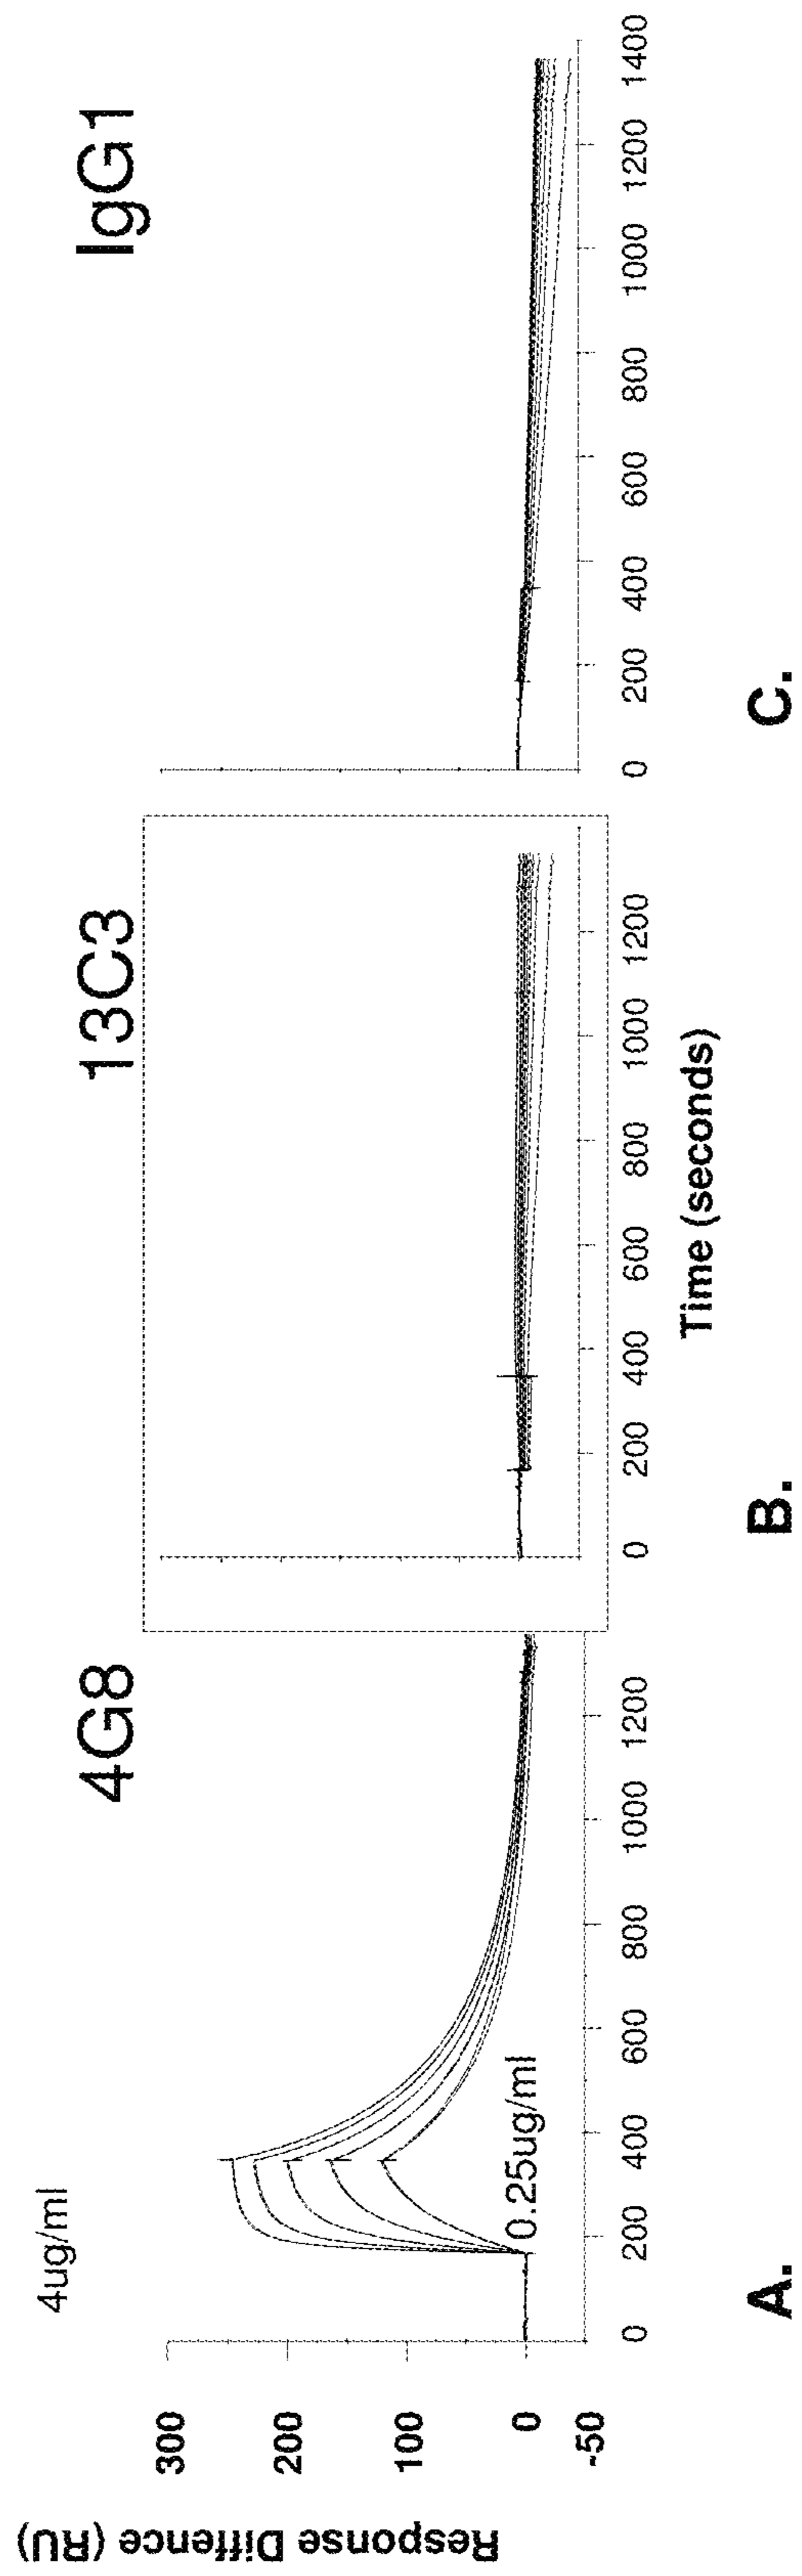 4G8
13C3
IgG1
4ug/ml
0.25ug/ml
Response Diffence (RU)
300
200
100
0
-50
0 200 400 600 800 1000 1200
0 200 400 600 800 1000 1200
0 200 400 600 800 1000 1200 1400
Time (seconds)
A.
B.
C.